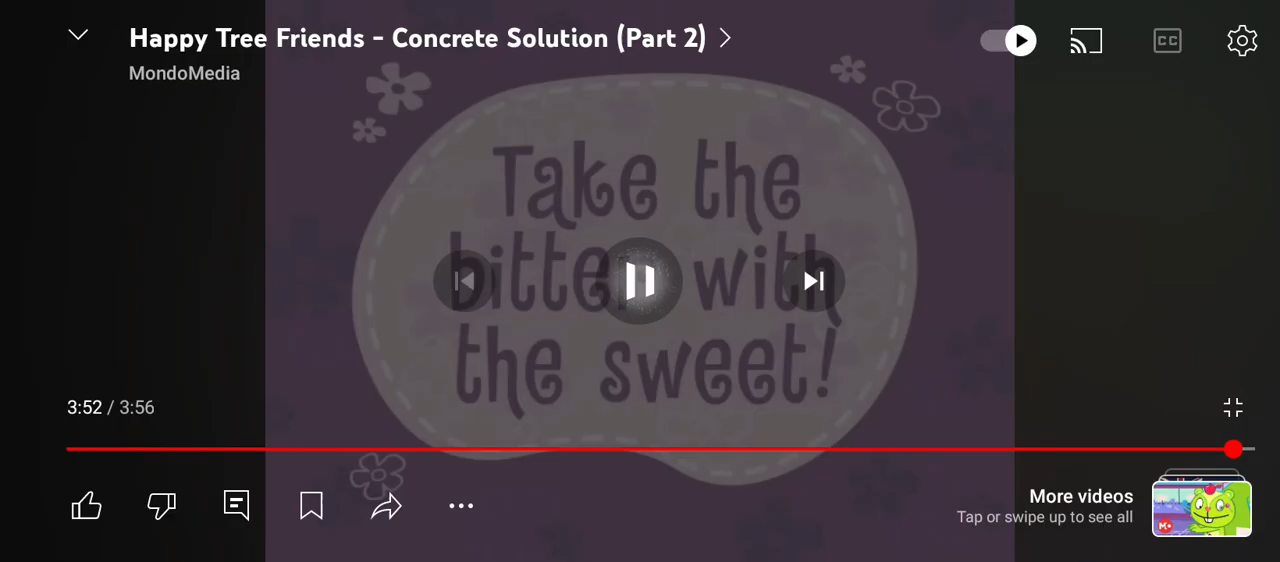 Happy Tree Friends - Concrete Solution (Part 2)
MondoMedia
CC
Take the
bitter with
the sweet!
3:52 / 3:56
More videos
Tap or swipe up to see all
M